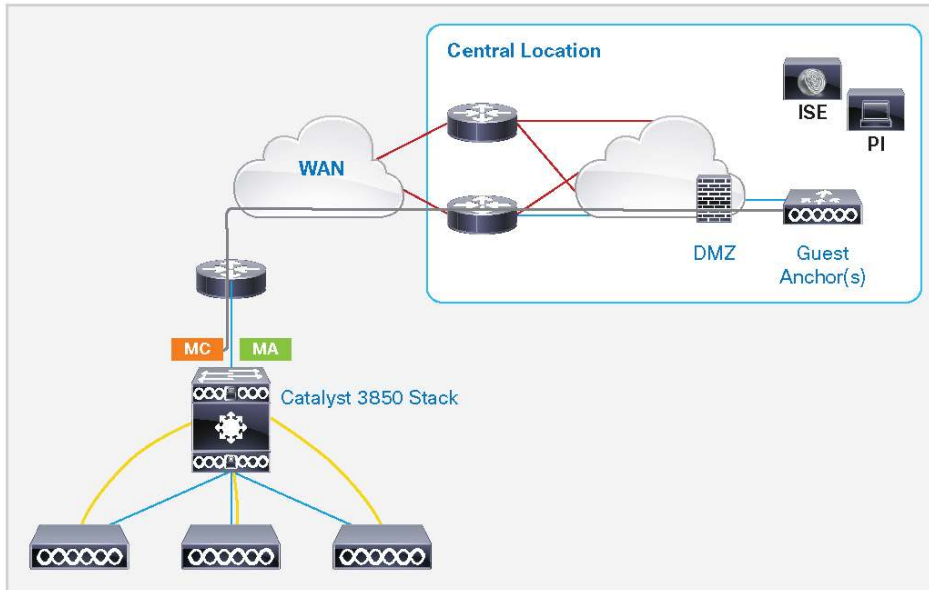 Central Location
ISE
PI
WAN
DMZ
Guest
Anchor(s)
MC
MA
Catalyst 3850 Stack